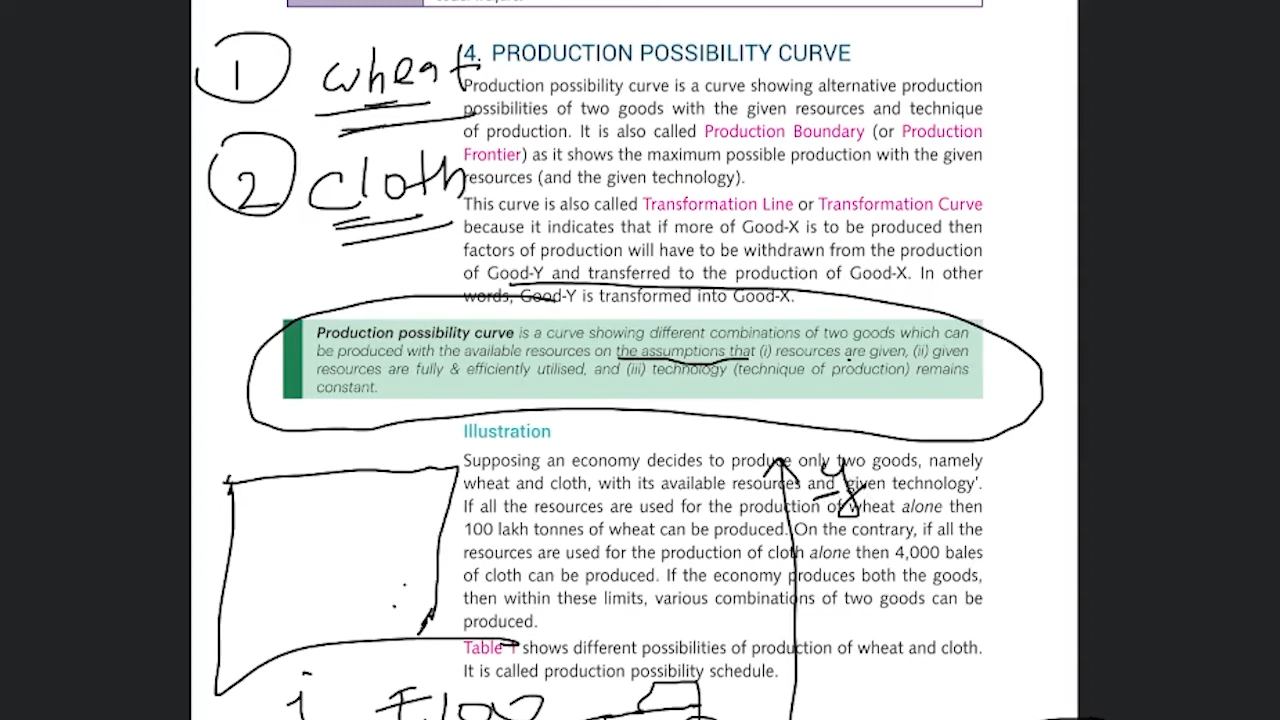 4. PRODUCTION POSSIBILITY CURVE
1 wheat
2 cloth
Production possibility curve is a curve showing alternative production
possibilities of two goods with the given resources and technique
of production. It is also called Production Boundary (or Production
Frontier) as it shows the maximum possible production with the given
resources (and the given technology).
This curve is also called Transformation Line or Transformation Curve
because it indicates that if more of Good-X is to be produced then
factors of production will have to be withdrawn from the production
of Good-Y and transferred to the production of Good-X. In other
words, Good-Y is transformed into Good-X.
Production possibility curve is a curve showing different combinations of two goods which can
be produced with the available resources on the assumptions that (i) resources are given, (ii) given
resources are fully & efficiently utilised, and (iii) technology (technique of production) remains
constant.
Illustration
Supposing an economy decides to produce only two goods, namely
wheat and cloth, with its available resources and 'given technology'.
If all the resources are used for the production of wheat alone then
100 lakh tonnes of wheat can be produced. On the contrary, if all the
resources are used for the production of cloth alone then 4,000 bales
of cloth can be produced. If the economy produces both the goods,
then within these limits, various combinations of two goods can be
produced.
Table 1 shows different possibilities of production of wheat and cloth.
It is called production possibility schedule.